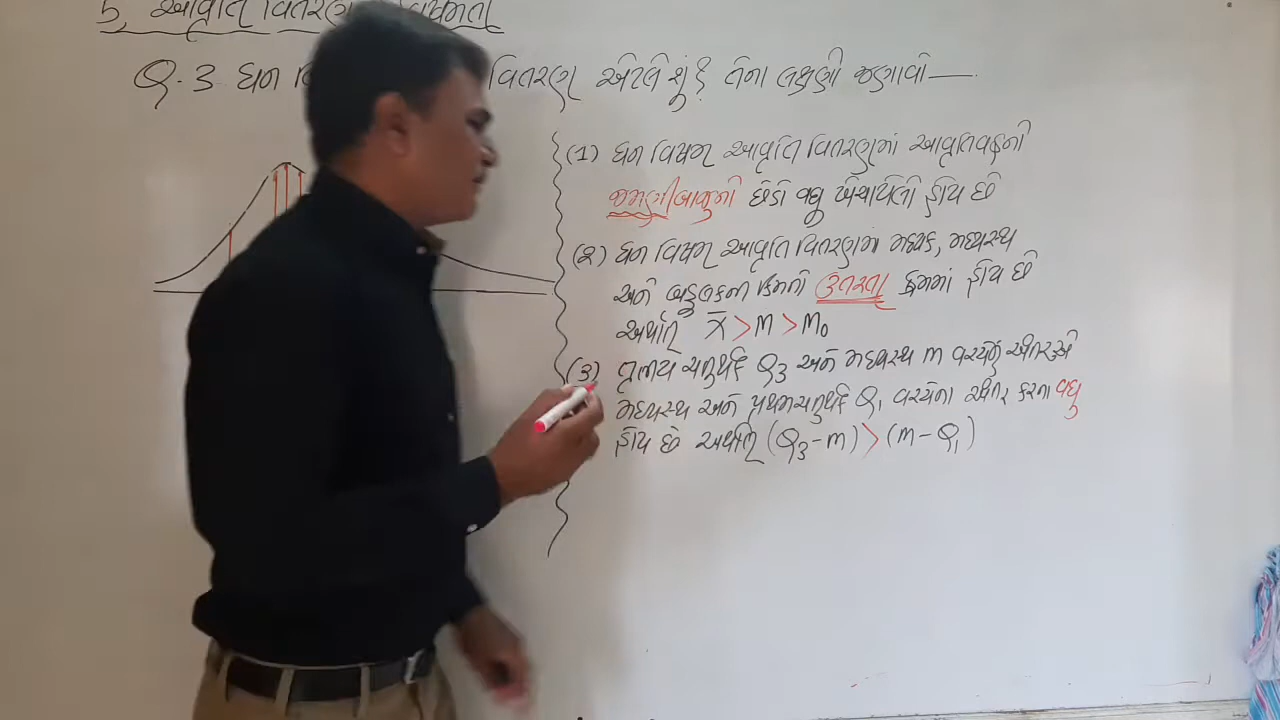 5. આવૃત્તિ વિતરણ વિષમતા
Q.3 ધન વિતરણ એટલે શું? તેના લક્ષણો જણાવો—.
(1) ધન વિષમ આવૃત્તિ વિતરણમાં આવૃત્તિવક્રનો
જમણીબાજુનો છેડો વધુ ખેંચાયેલો હોય છે
(2) ધન વિષમ આવૃત્તિ વિતરણમાં મધ્યક, મધ્યસ્થ
અને બહુલકની કિંમતો ઉતરતા ક્રમમાં હોય છે
અર્થાત્ x̄ > M > M₀
(3) તૃતીય ચતુર્થક Q₃ અને મધ્યસ્થ m વચ્ચેનું અંતર એ
મધ્યસ્થ અને પ્રથમ ચતુર્થક Q₁ વચ્ચેના અંતર કરતા વધુ
હોય છે અર્થાત્ (Q₃-m) > (m-Q₁)